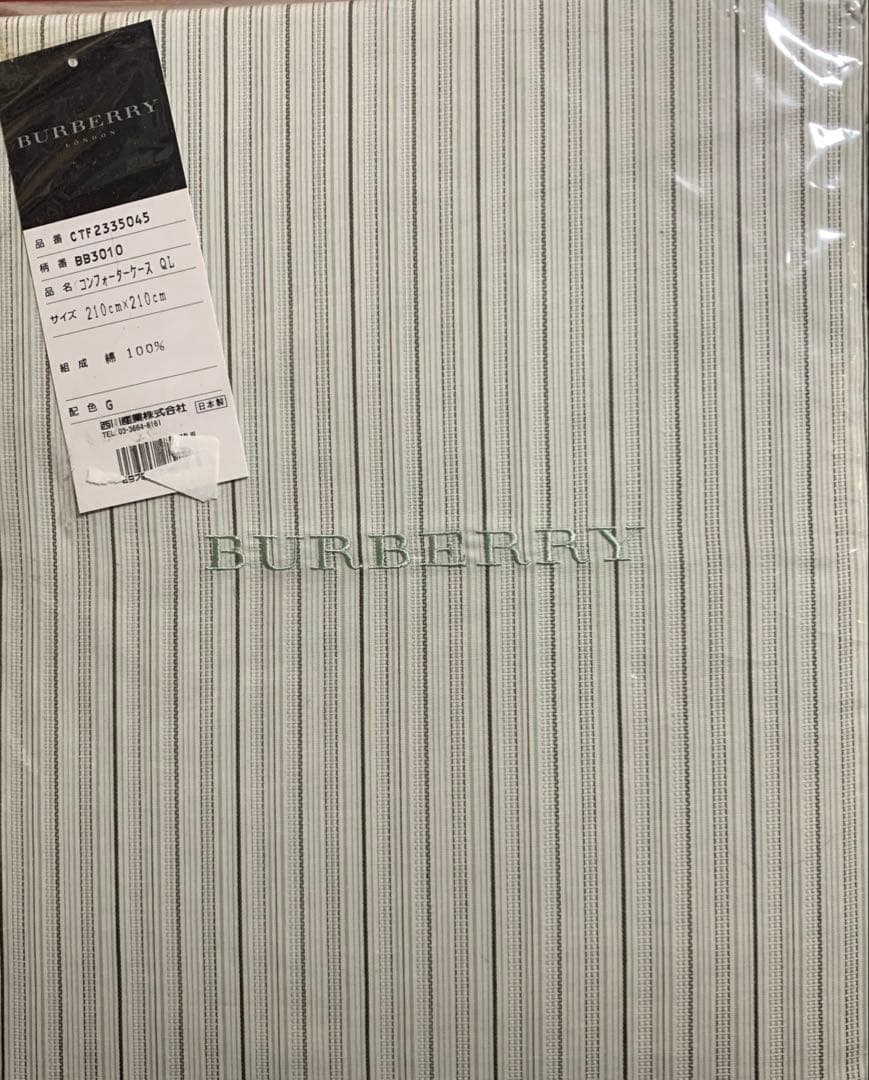 BURBERRY
LONDON
品番 CTF2335045
柄番 BB3010
品名 コンフォーターケース QL
サイズ 210cm×210cm
組成 綿 100%
配色 G
西川産業株式会社 日本製
TEL 03-3664-8161
BURBERRY